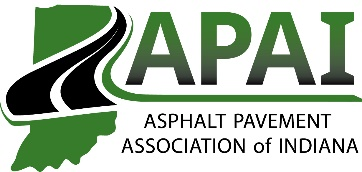 APAI
ASPHALT PAVEMENT
ASSOCIATION of INDIANA